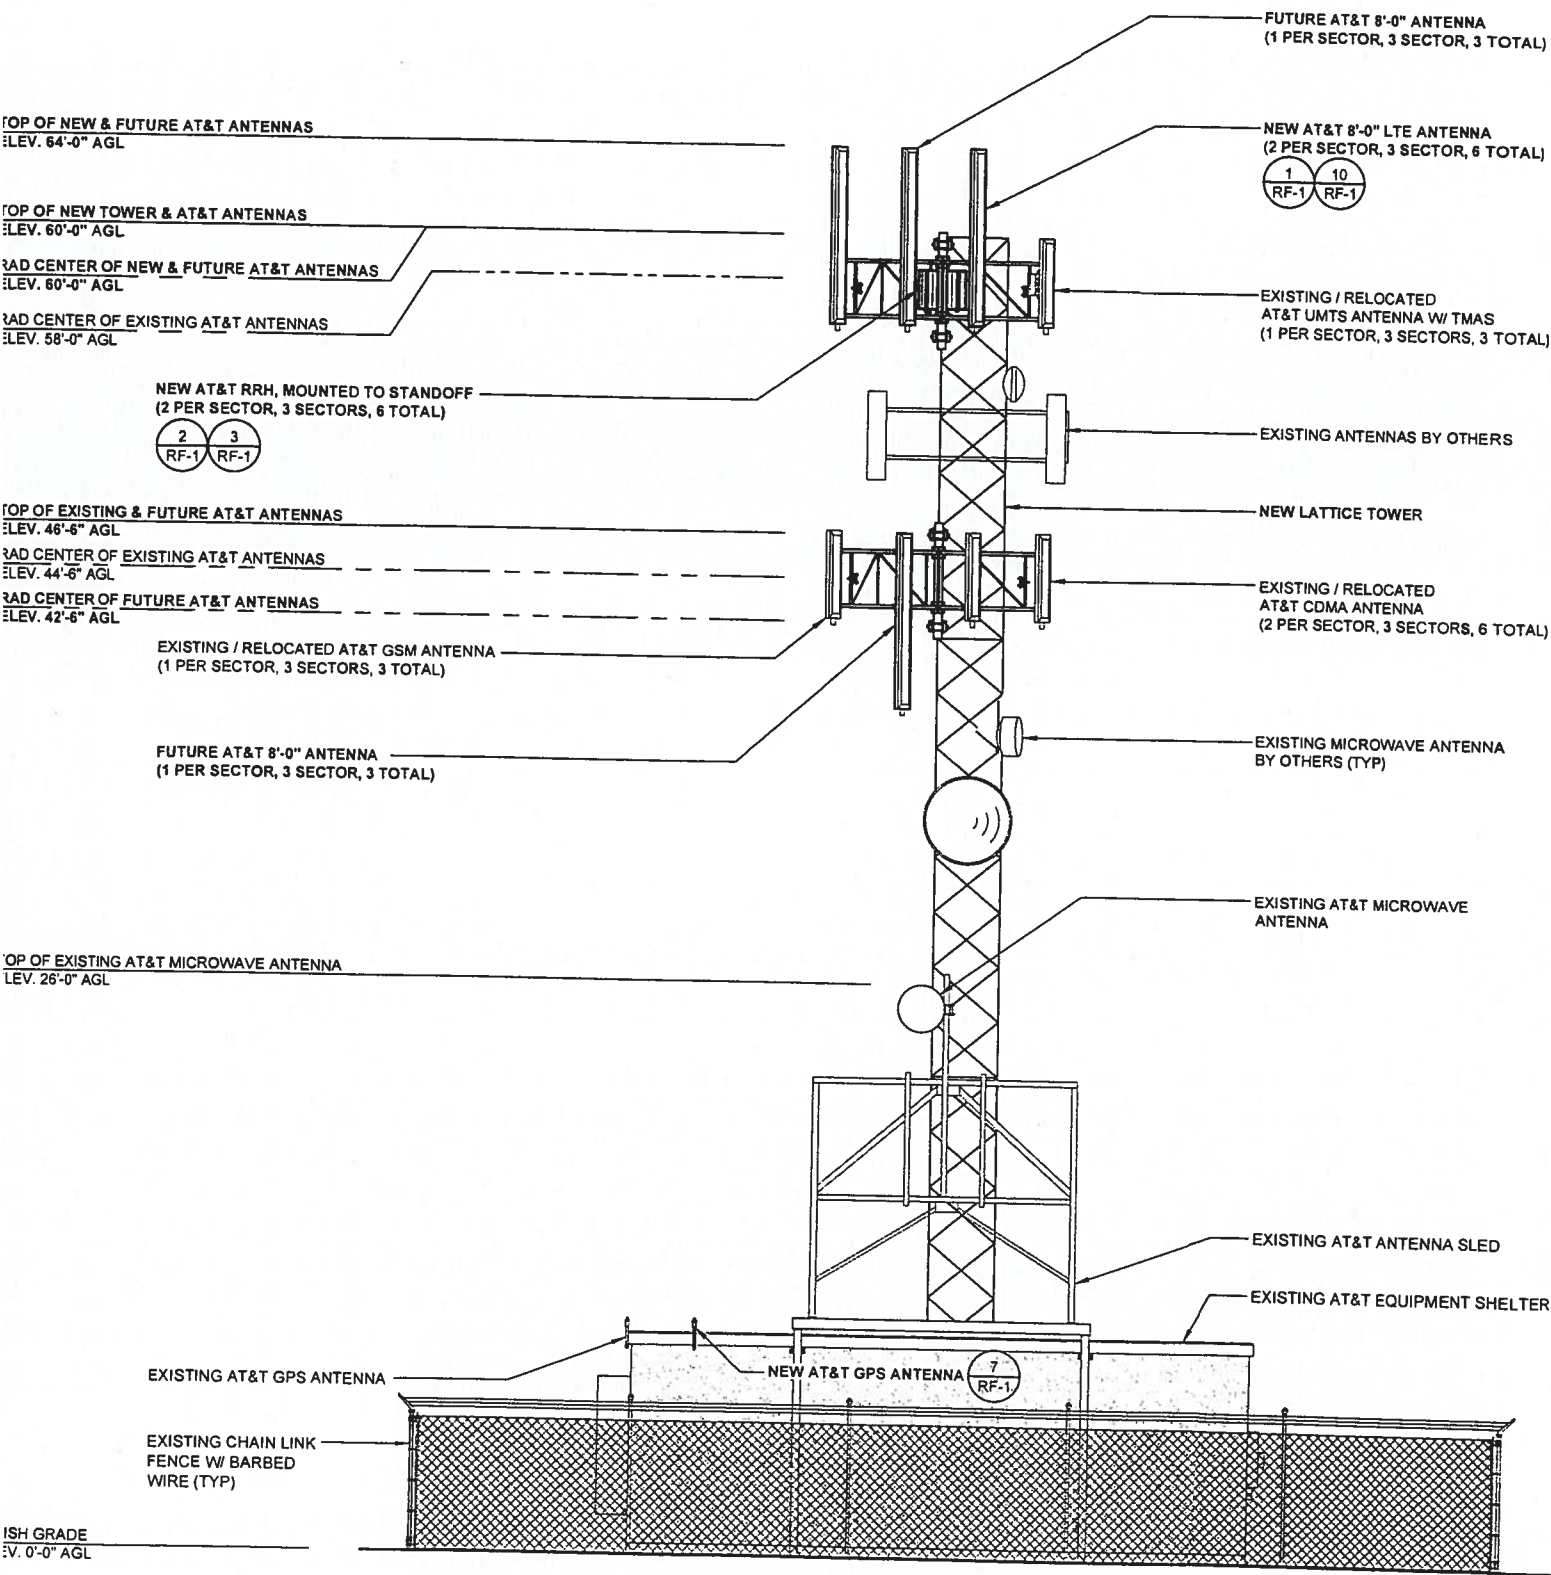 FUTURE AT&T 8'-0" ANTENNA
(1 PER SECTOR, 3 SECTOR, 3 TOTAL)
TOP OF NEW & FUTURE AT&T ANTENNAS
ELEV. 64'-0" AGL
NEW AT&T 8'-0" LTE ANTENNA
(2 PER SECTOR, 3 SECTOR, 6 TOTAL)
1 10
RF-1 RF-1
TOP OF NEW TOWER & AT&T ANTENNAS
ELEV. 60'-0" AGL
RAD CENTER OF NEW & FUTURE AT&T ANTENNAS
ELEV. 60'-0" AGL
RAD CENTER OF EXISTING AT&T ANTENNAS
ELEV. 58'-0" AGL
EXISTING / RELOCATED
AT&T UMTS ANTENNA W/ TMAS
(1 PER SECTOR, 3 SECTORS, 3 TOTAL)
NEW AT&T RRH, MOUNTED TO STANDOFF
(2 PER SECTOR, 3 SECTORS, 6 TOTAL)
2 3
RF-1 RF-1
EXISTING ANTENNAS BY OTHERS
TOP OF EXISTING & FUTURE AT&T ANTENNAS
ELEV. 46'-6" AGL
NEW LATTICE TOWER
RAD CENTER OF EXISTING AT&T ANTENNAS
ELEV. 44'-6" AGL
RAD CENTER OF FUTURE AT&T ANTENNAS
ELEV. 42'-6" AGL
EXISTING / RELOCATED
AT&T CDMA ANTENNA
(2 PER SECTOR, 3 SECTORS, 6 TOTAL)
EXISTING / RELOCATED AT&T GSM ANTENNA
(1 PER SECTOR, 3 SECTORS, 3 TOTAL)
FUTURE AT&T 8'-0" ANTENNA
(1 PER SECTOR, 3 SECTOR, 3 TOTAL)
EXISTING MICROWAVE ANTENNA
BY OTHERS (TYP)
EXISTING AT&T MICROWAVE
ANTENNA
OP OF EXISTING AT&T MICROWAVE ANTENNA
LEV. 26'-0" AGL
EXISTING AT&T ANTENNA SLED
EXISTING AT&T EQUIPMENT SHELTER
EXISTING AT&T GPS ANTENNA
NEW AT&T GPS ANTENNA
7
RF-1
EXISTING CHAIN LINK
FENCE W/ BARBED
WIRE (TYP)
ISH GRADE
EV. 0'-0" AGL